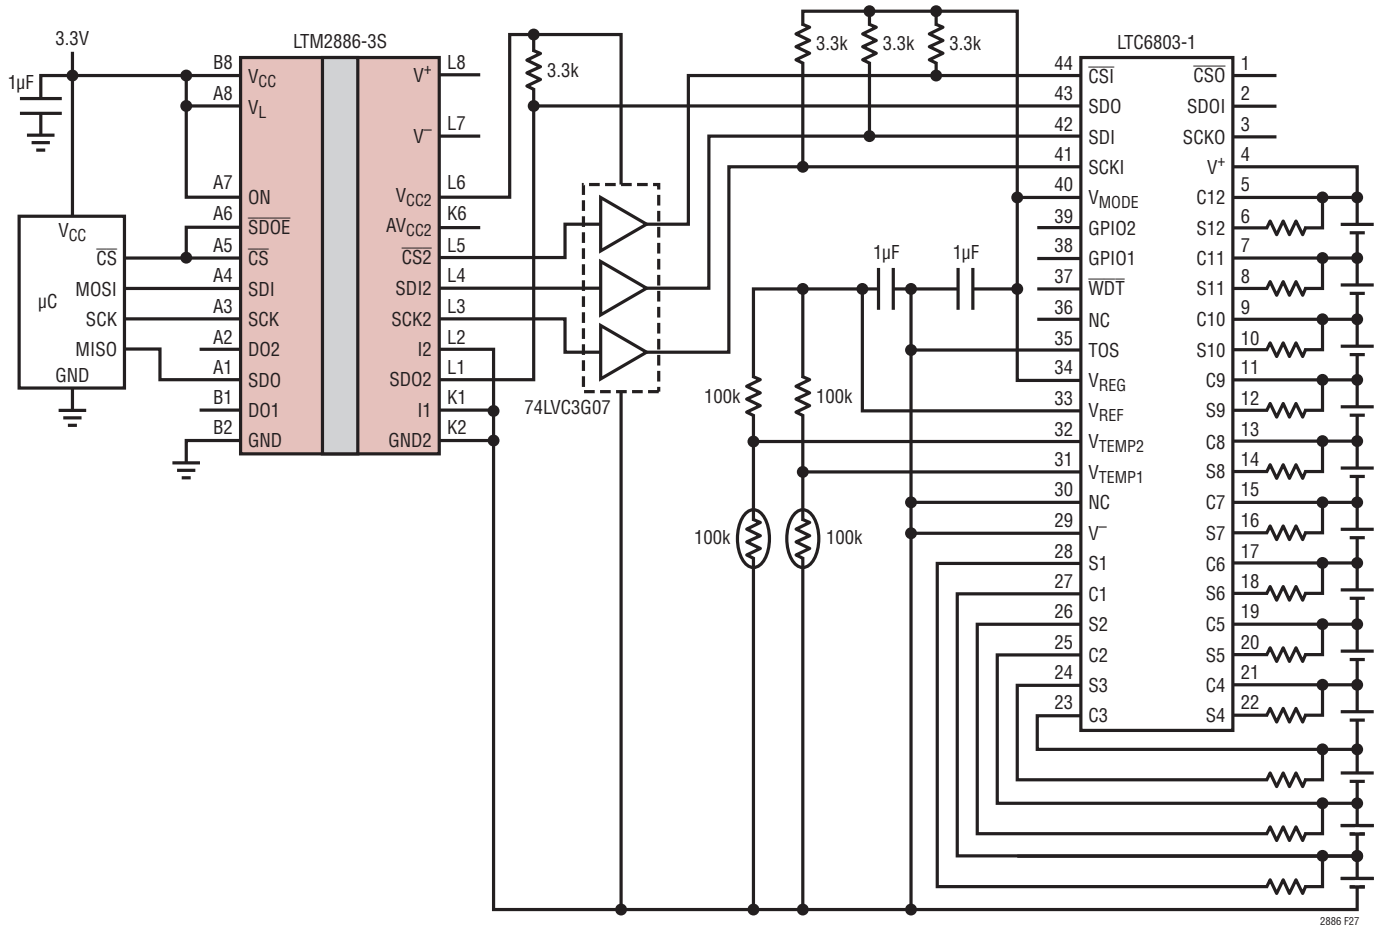 3.3V
1µF
LTM2886-3S
B8
VCC
A8
VL
A7
ON
A6
SDOE
A5
CS
A4
SDI
A3
SCK
A2
DO2
A1
SDO
B1
DO1
B2
GND
VCC
CS
MOSI
µC
SCK
MISO
GND
V+
L8
V–
L7
VCC2
L6
AVCC2
K6
CS2
L5
SDI2
L4
SCK2
L3
I2
L2
SDO2
L1
I1
K1
GND2
K2
3.3k
74LVC3G07
3.3k
3.3k
3.3k
1µF
1µF
100k
100k
100k
100k
LTC6803-1
44
CSI
43
SDO
42
SDI
41
SCKI
40
VMODE
39
GPIO2
38
GPIO1
37
WDT
36
NC
35
TOS
34
VREG
33
VREF
32
VTEMP2
31
VTEMP1
30
NC
29
V–
28
S1
27
C1
26
S2
25
C2
24
S3
23
C3
CSO
1
SDOI
2
SCKO
3
V+
4
C12
5
S12
6
C11
7
S11
8
C10
9
S10
10
C9
11
S9
12
C8
13
S8
14
C7
15
S7
16
C6
17
S6
18
C5
19
S5
20
C4
21
S4
22
2886 F27